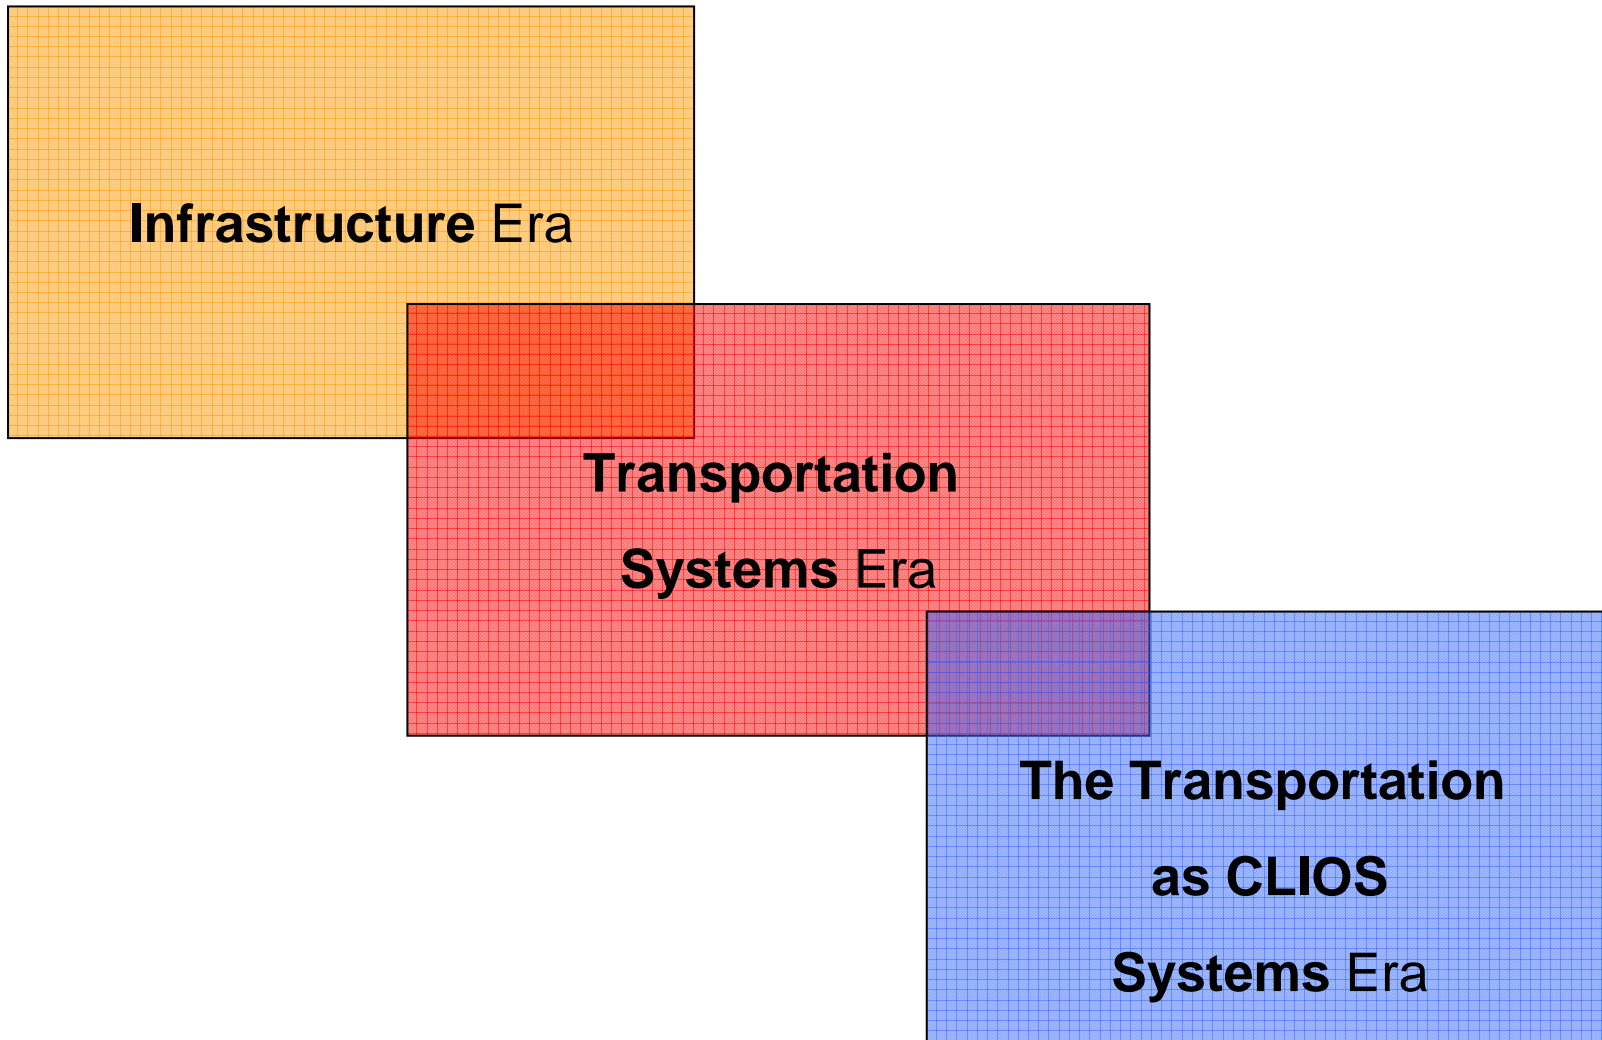 Infrastructure Era
Transportation
Systems Era
The Transportation
as CLIOS
Systems Era